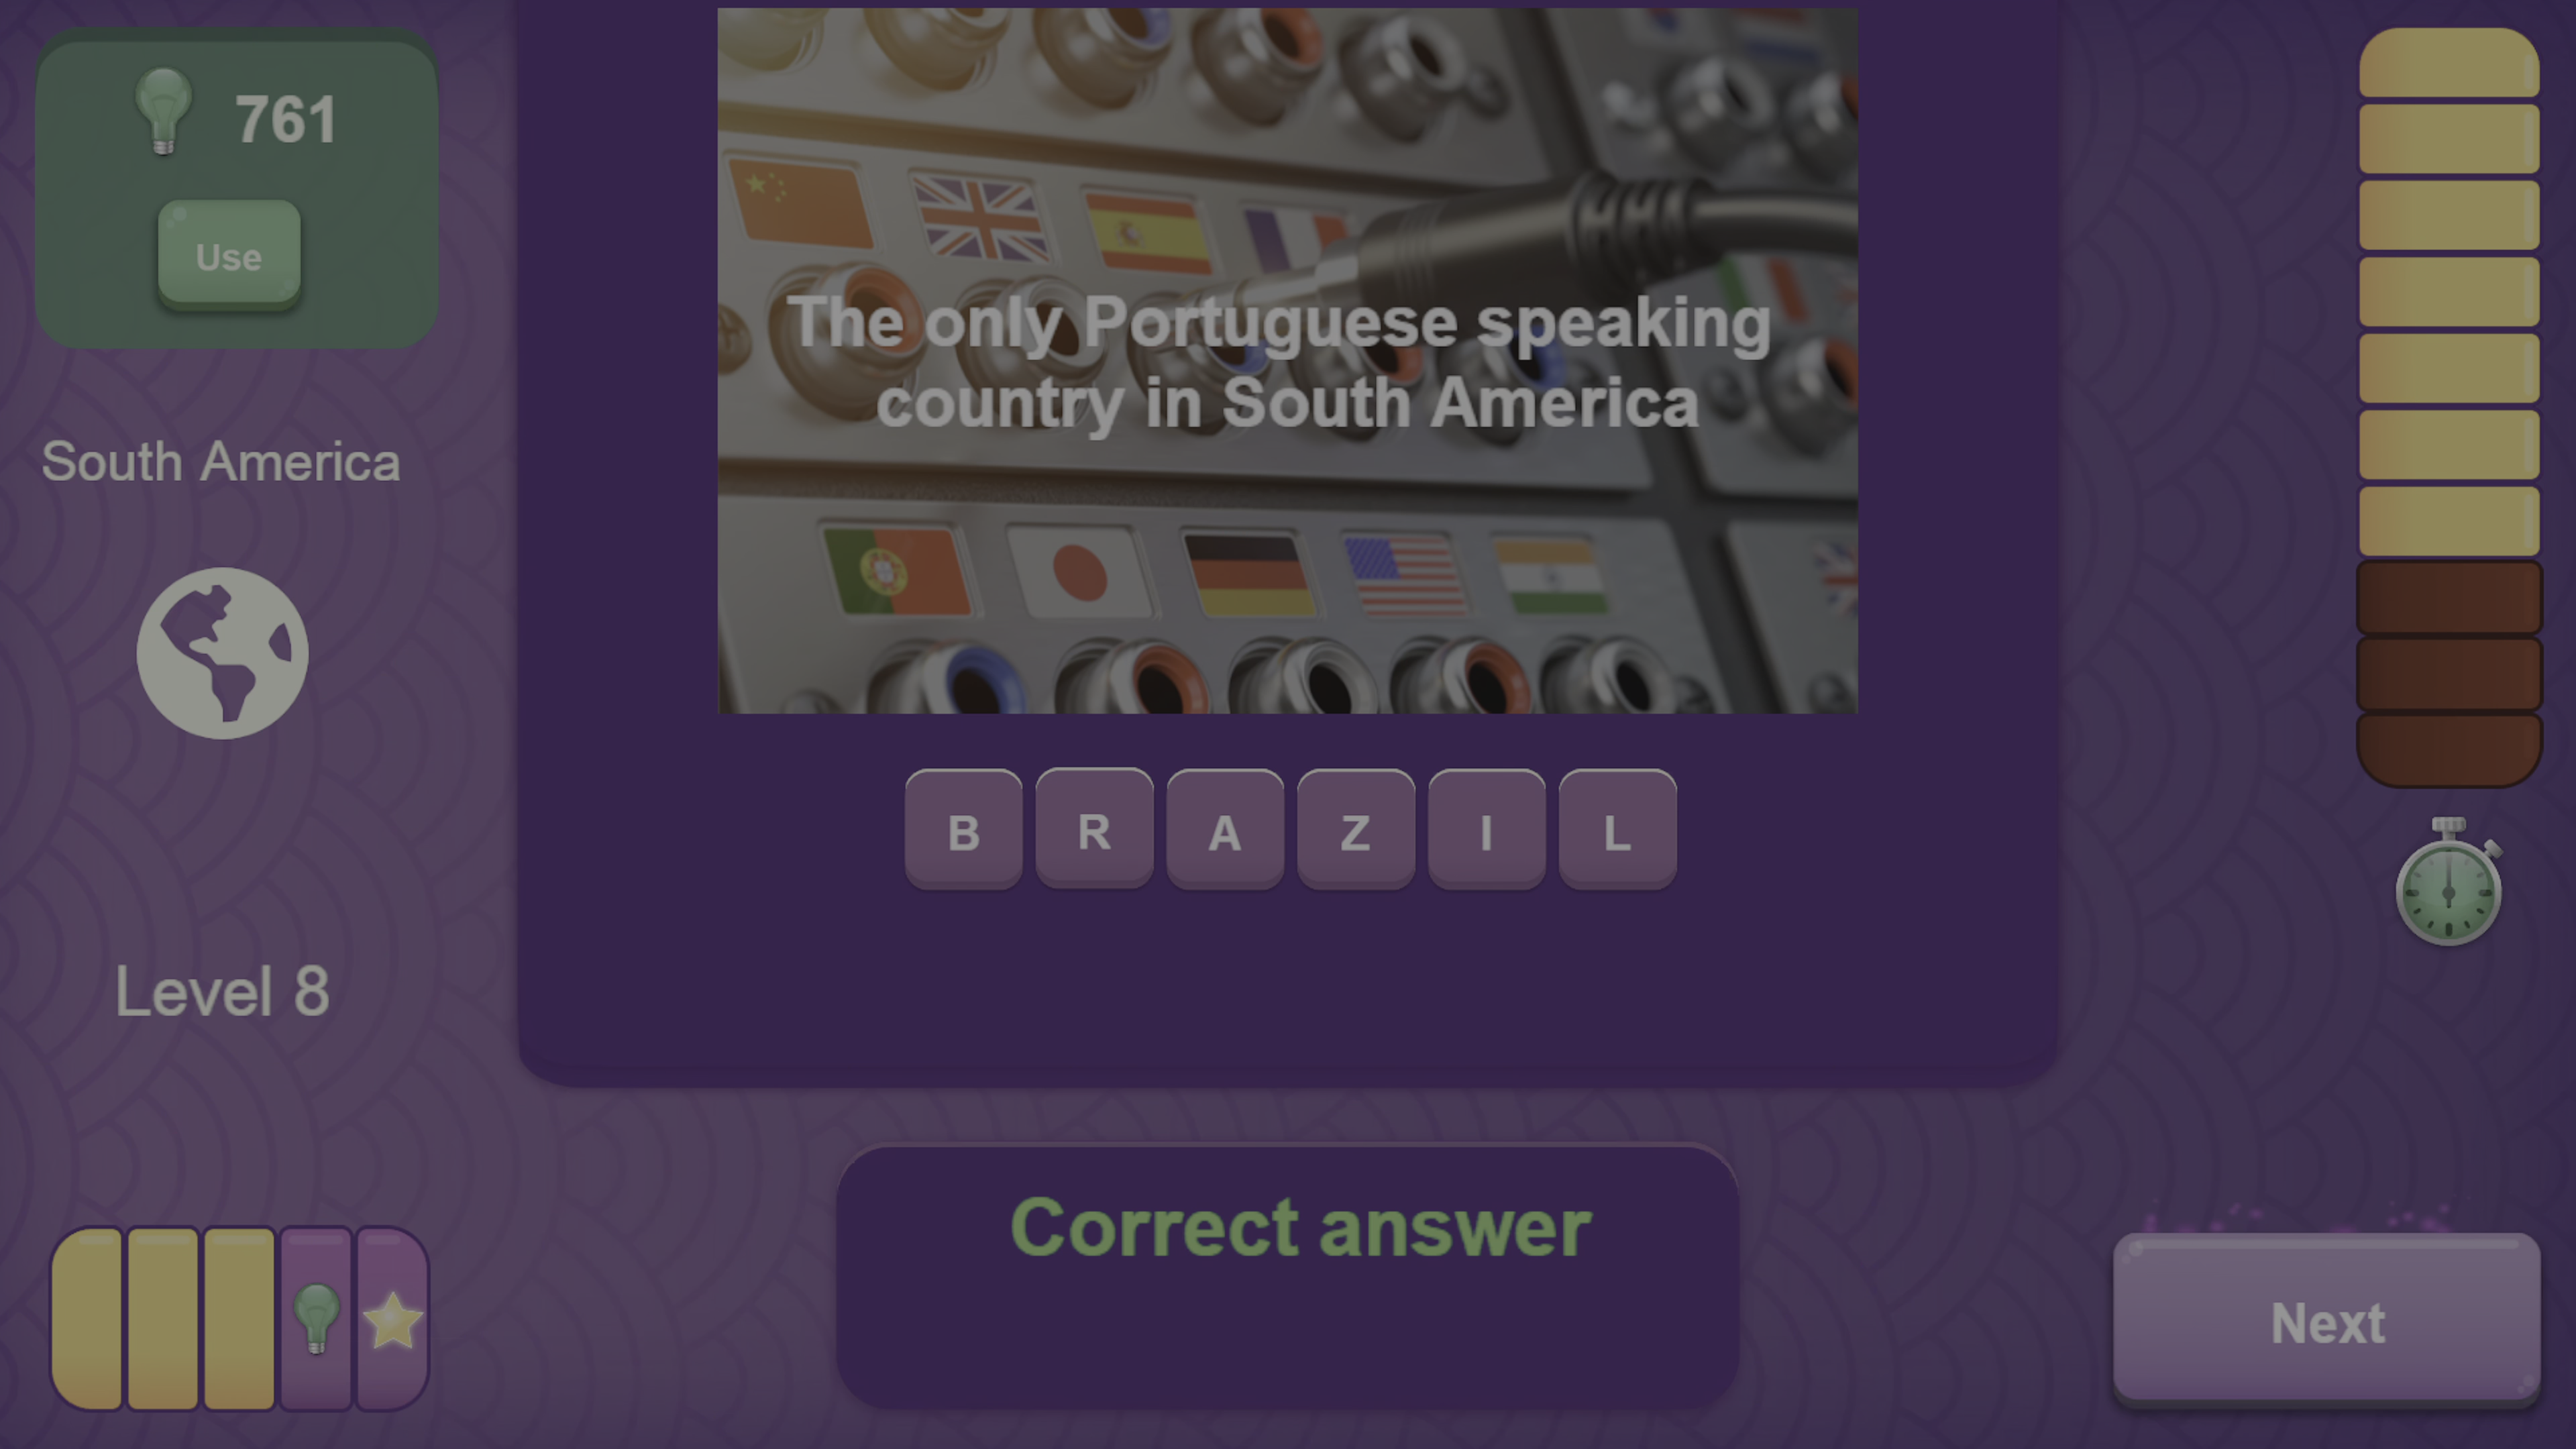 761
Use
South America
Level 8
The only Portuguese speaking
country in South America
B R A Z I L
Correct answer
Next